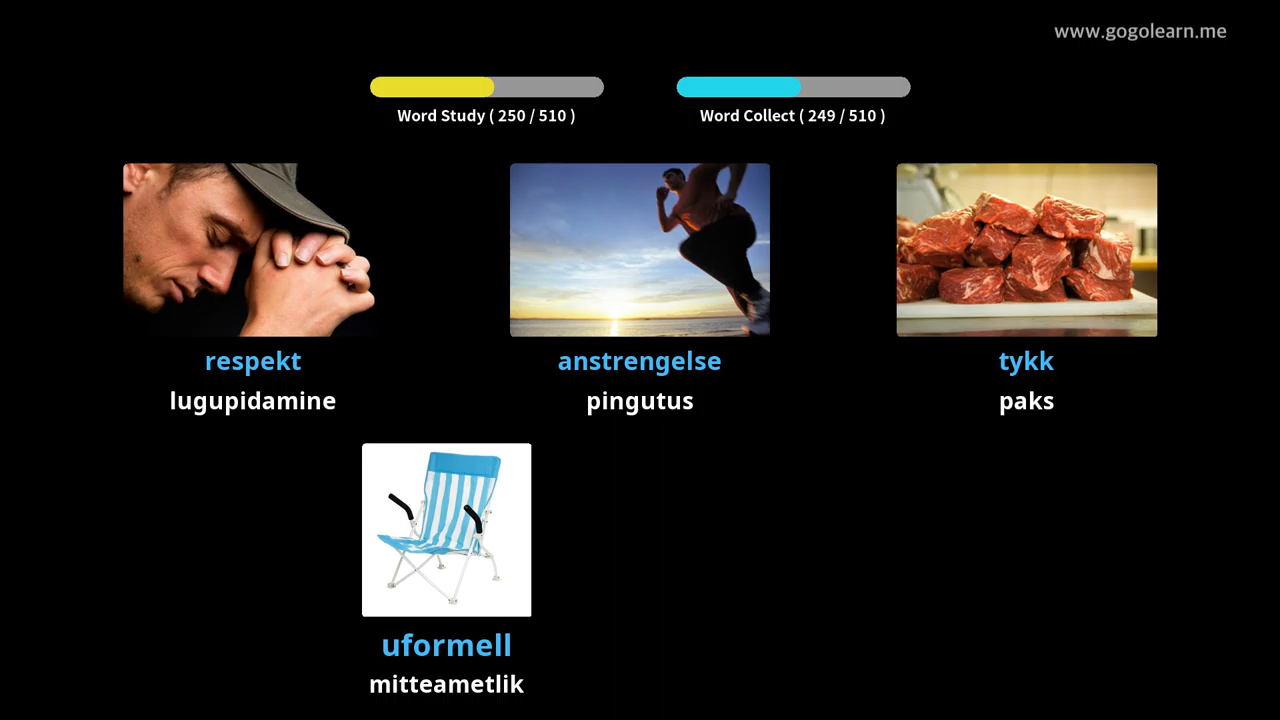 www.gogolearn.me
Word Study ( 250 / 510 )
Word Collect ( 249 / 510 )
respekt
lugupidamine
anstrengelse
pingutus
tykk
paks
uformell
mitteametlik